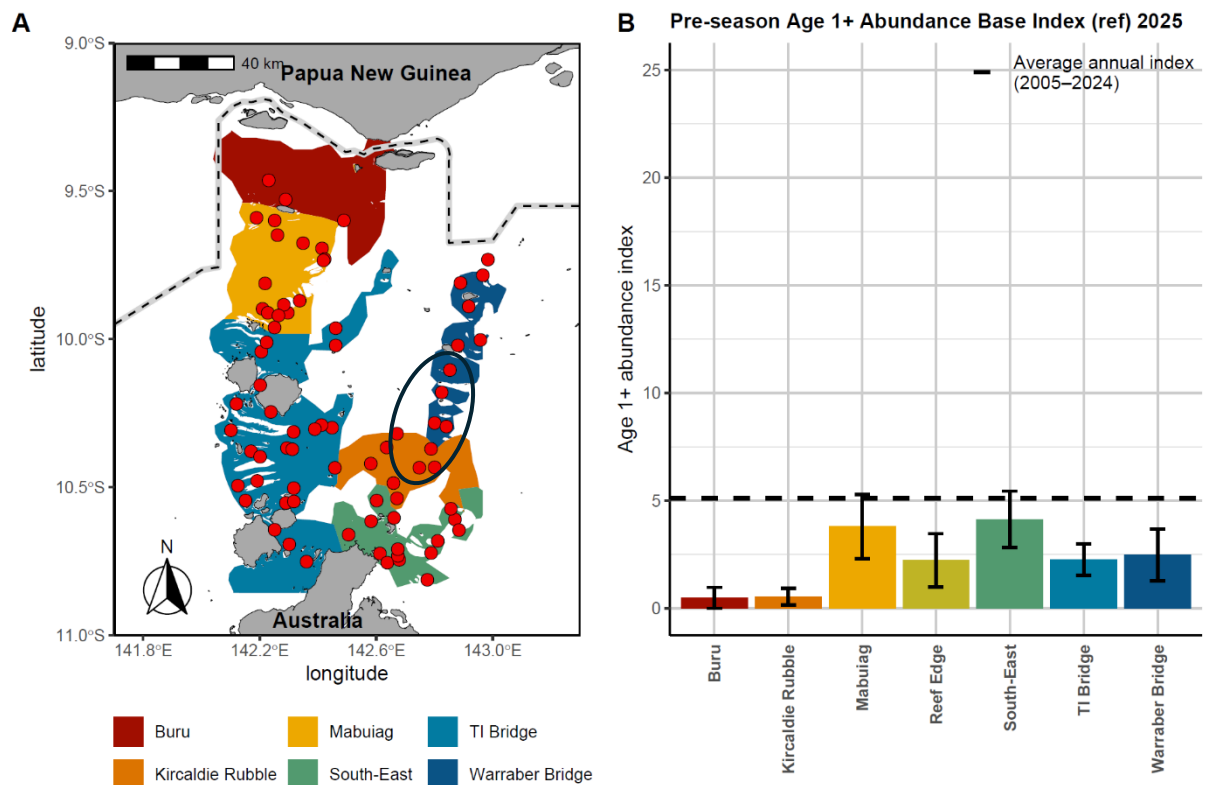 A
9.0°S
9.5°S
10.0°S
10.5°S
11.0°S
latitude
40 km
Papua New Guinea
N
Australia
141.8°E
142.2°E
142.6°E
143.0°E
longitude
Buru
Mabuiag
TI Bridge
Kircaldie Rubble
South-East
Warraber Bridge
B
Pre-season Age 1+ Abundance Base Index (ref) 2025
Average annual index
(2005–2024)
Age 1+ abundance index
25
20
15
10
5
0
Buru
Kircaldie Rubble
Mabuiag
Reef Edge
South-East
TI Bridge
Warraber Bridge